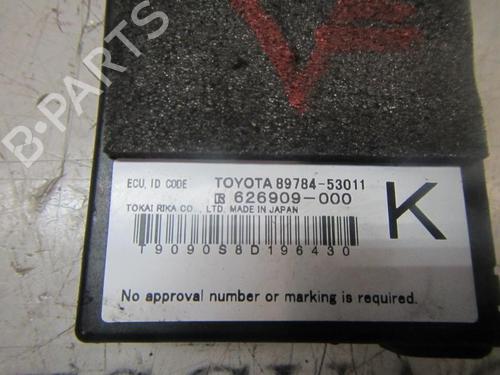 B-PARTS
ECU, ID CODE TOYOTA 89784-53011
R 626909-000
TOKAI RIKA CO., LTD. MADE IN JAPAN
K
T9090S8D196430
No approval number or marking is required.